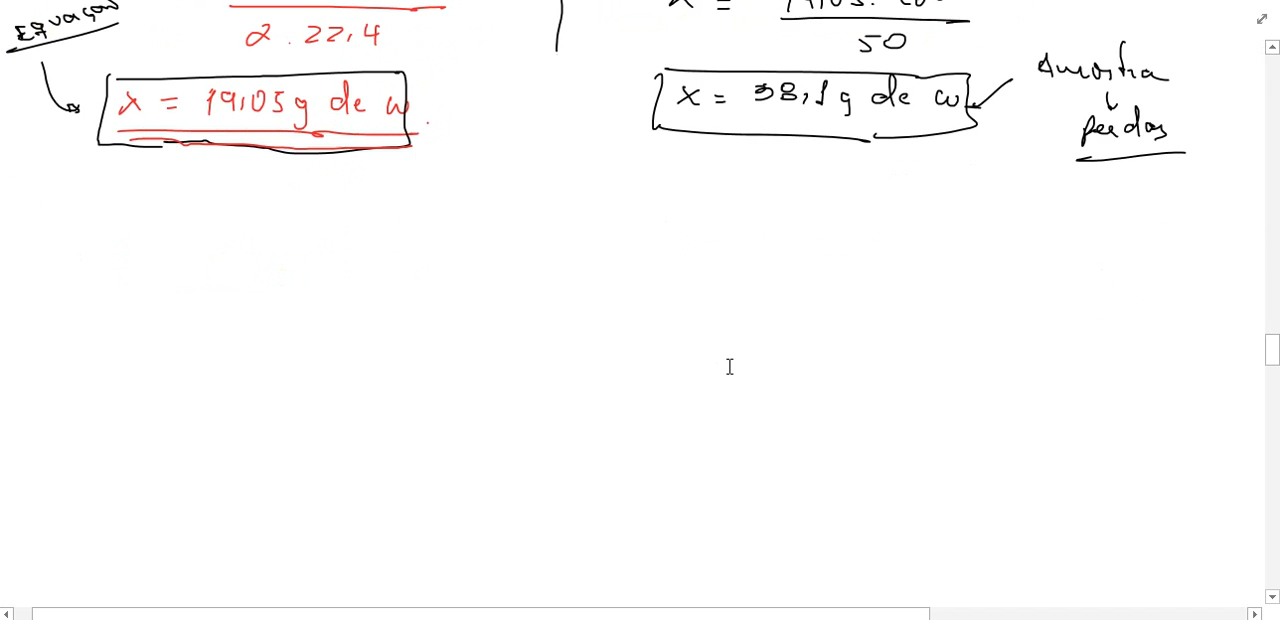 Equação
2 . 22,4
x = 19,05 g de cu.
50
x = 38,1 g de cu
Amostra
perdas